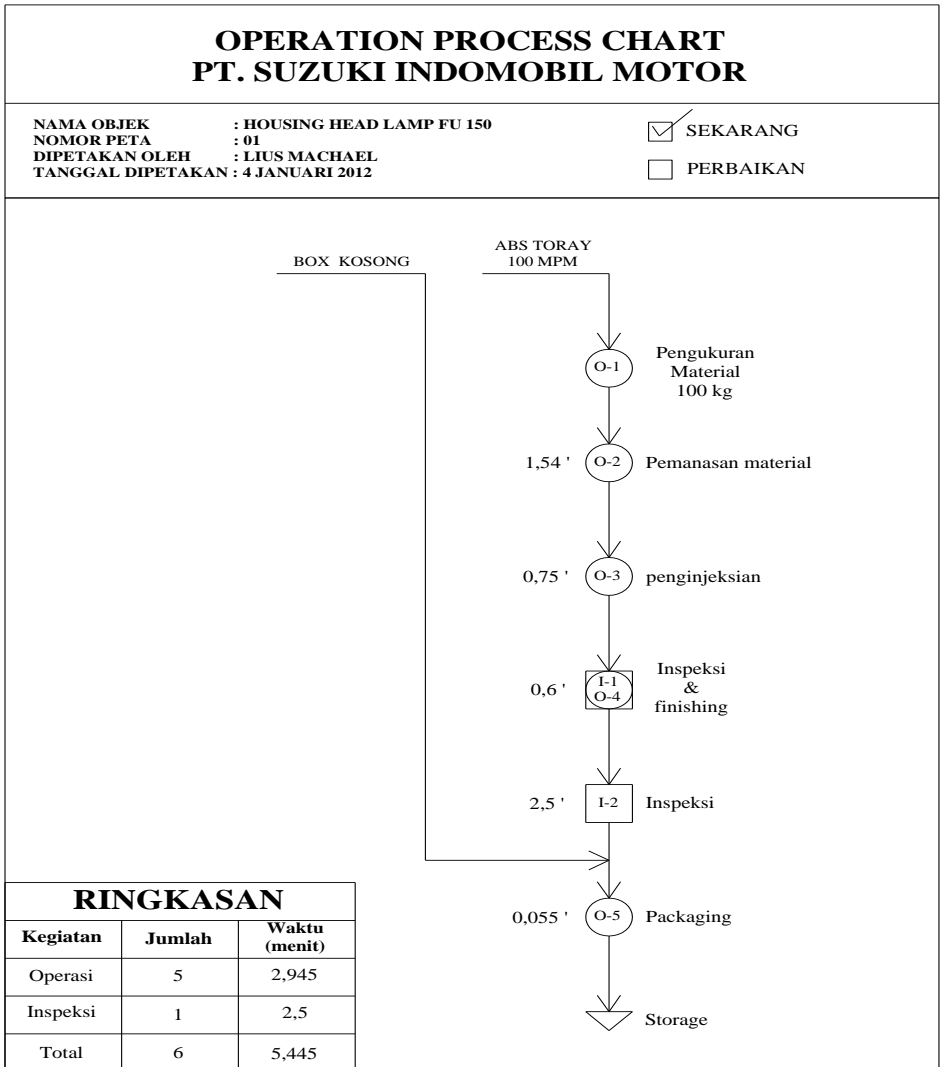 OPERATION PROCESS CHART
PT. SUZUKI INDOMOBIL MOTOR
NAMA OBJEK : HOUSING HEAD LAMP FU 150
NOMOR PETA : 01
DIPETAKAN OLEH : LIUS MACHAEL
TANGGAL DIPETAKAN : 4 JANUARI 2012
SEKARANG
PERBAIKAN
BOX KOSONG
ABS TORAY
100 MPM
O-1
Pengukuran
Material
100 kg
1,54 ' O-2 Pemanasan material
0,75 ' O-3 penginjeksian
0,6 '
I-1
O-4
Inspeksi
&
finishing
2,5 ' I-2 Inspeksi
0,055 ' O-5 Packaging
Storage
RINGKASAN
Kegiatan Jumlah Waktu
(menit)
Operasi 5 2,945
Inspeksi 1 2,5
Total 6 5,445